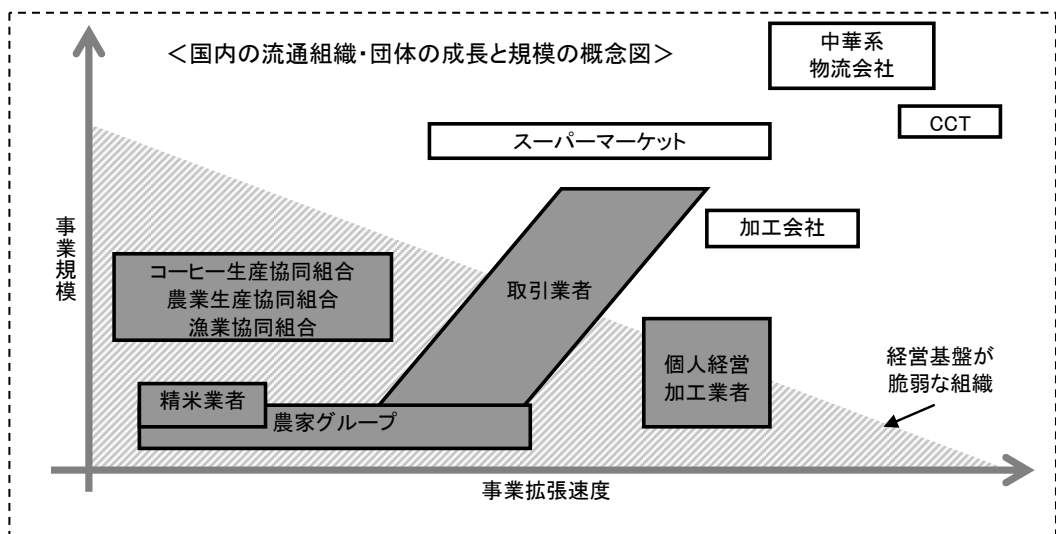 ＜国内の流通組織・団体の成長と規模の概念図＞
中華系
物流会社
CCT
スーパーマーケット
加工会社
事業規模
コーヒー生産協同組合
農業生産協同組合
漁業協同組合
取引業者
個人経営
加工業者
経営基盤が
脆弱な組織
精米業者
農家グループ
事業拡張速度